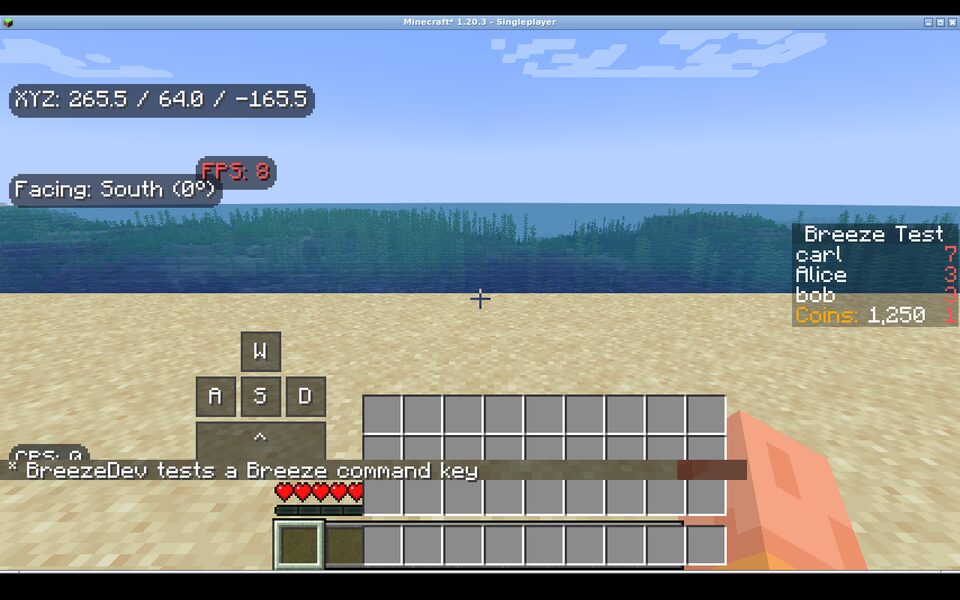 Minecraft* 1.20.3 - Singleplayer
XYZ: 265.5 / 64.0 / -165.5
FPS: 8
Facing: South (0°)
Breeze Test
carl 7
Alice 3
bob
Coins: 1,250 1
W
A S D
^
CPS: 0
* BreezeDev tests a Breeze command key